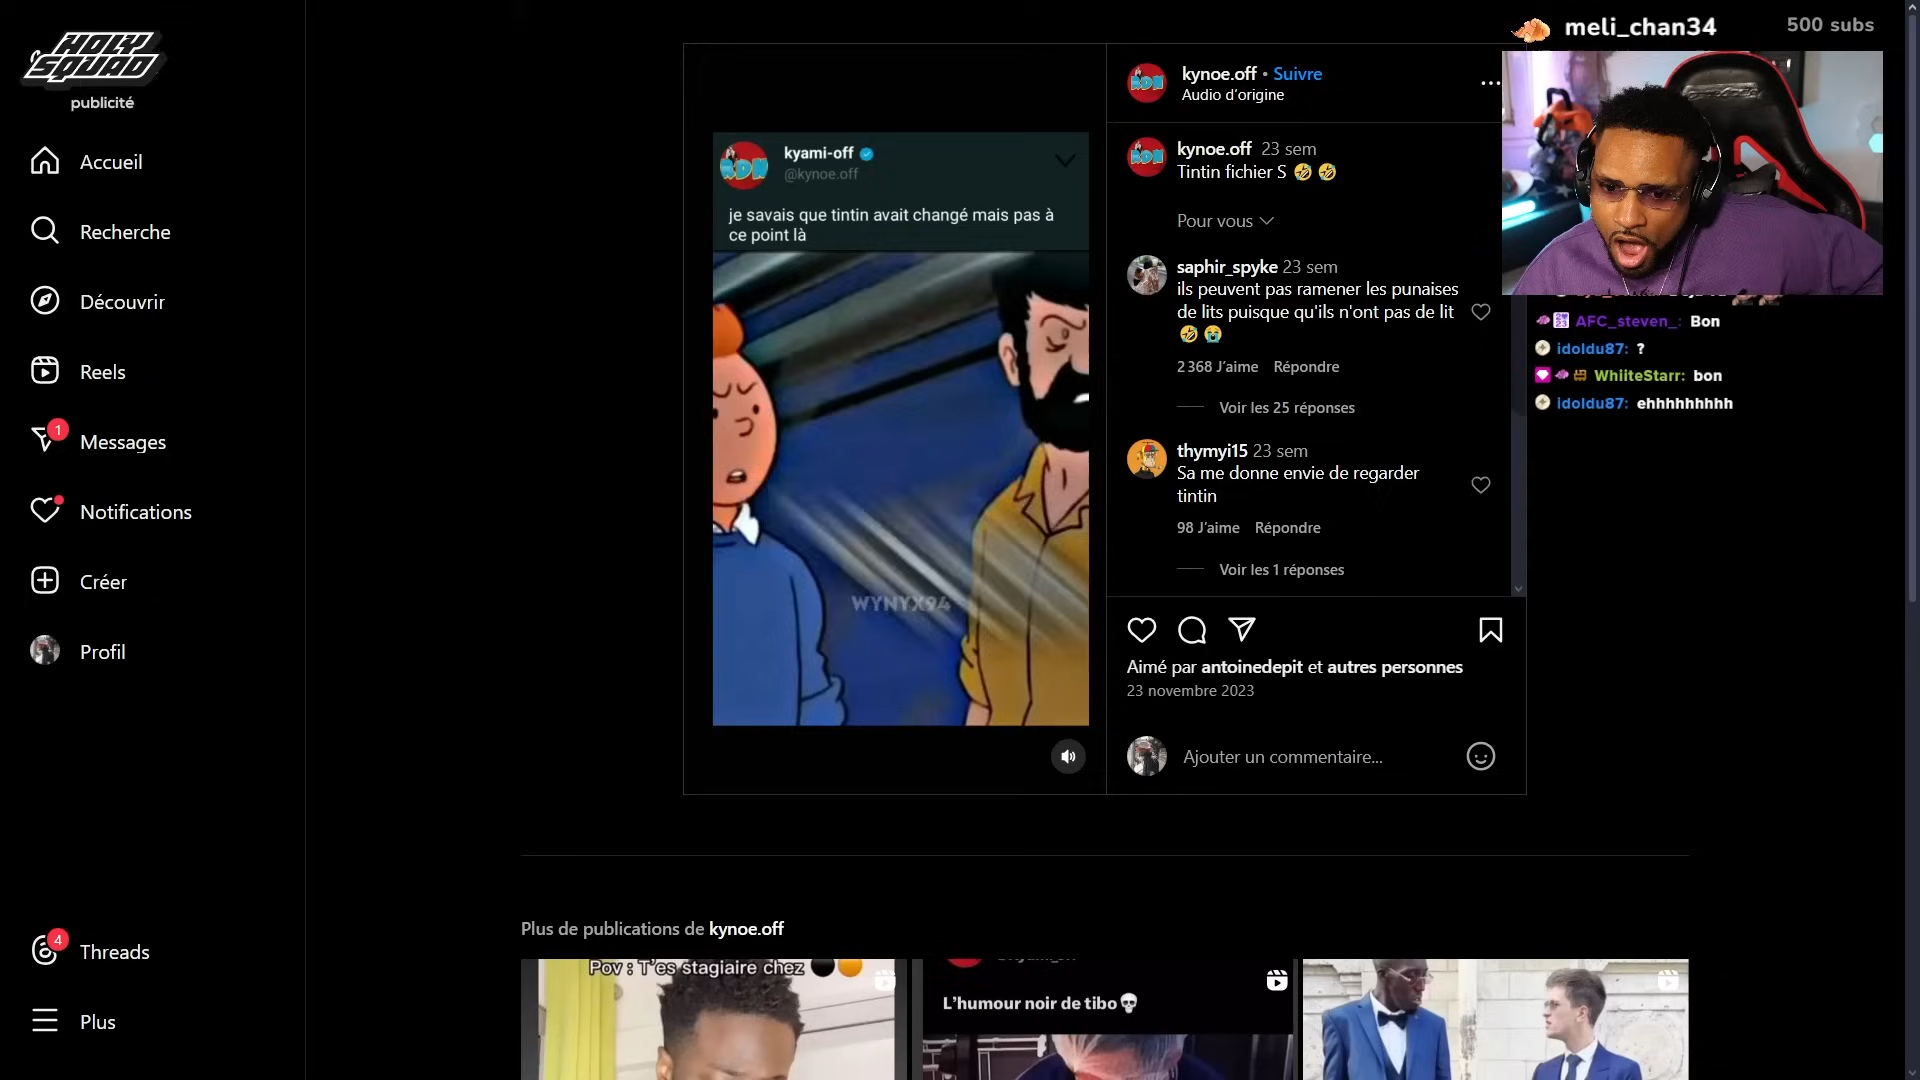 HOLY
SQUAD
publicité
Accueil
Recherche
Découvrir
Reels
1
Messages
Notifications
Créer
Profil
4
Threads
Plus
kyami-off
@kynoe.off
je savais que tintin avait changé mais pas à
ce point là
WYNYX94
kynoe.off • Suivre
Audio d'origine
kynoe.off 23 sem
Tintin fichier S 🤣 🤣
Pour vous
saphir_spyke 23 sem
ils peuvent pas ramener les punaises
de lits puisque qu'ils n'ont pas de lit
🤣 😭
2 368 J'aime Répondre
Voir les 25 réponses
thymyi15 23 sem
Sa me donne envie de regarder
tintin
98 J'aime Répondre
Voir les 1 réponses
Aimé par antoinedepit et autres personnes
23 novembre 2023
Ajouter un commentaire...
meli_chan34
500 subs
AFC_steven_: Bon
idoldu87: ?
WhiiteStarr: bon
idoldu87: ehhhhhhhhh
Plus de publications de kynoe.off
Pov : T'es stagiaire chez ⚫🟠
L'humour noir de tibo💀